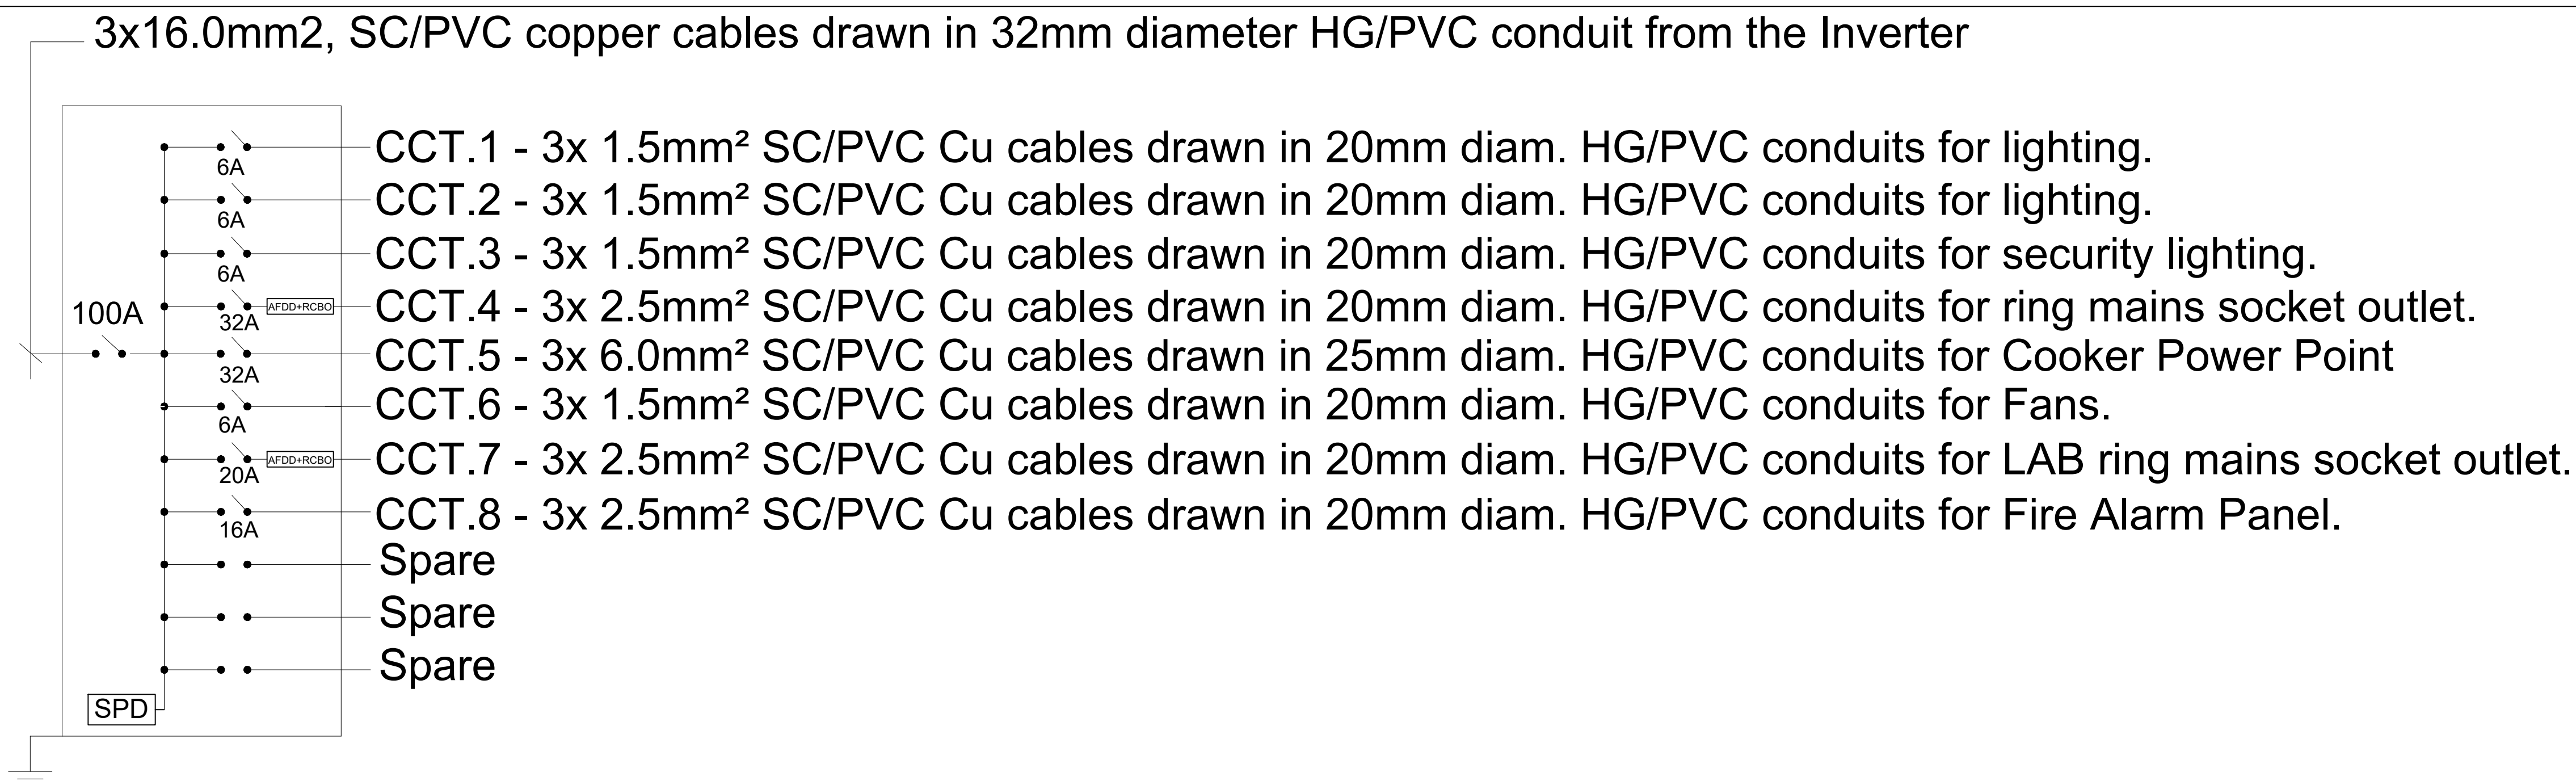 3x16.0mm2, SC/PVC copper cables drawn in 32mm diameter HG/PVC conduit from the Inverter
6A CCT.1 - 3x 1.5mm² SC/PVC Cu cables drawn in 20mm diam. HG/PVC conduits for lighting.
6A CCT.2 - 3x 1.5mm² SC/PVC Cu cables drawn in 20mm diam. HG/PVC conduits for lighting.
6A CCT.3 - 3x 1.5mm² SC/PVC Cu cables drawn in 20mm diam. HG/PVC conduits for security lighting.
100A
32A AFDD+RCBO CCT.4 - 3x 2.5mm² SC/PVC Cu cables drawn in 20mm diam. HG/PVC conduits for ring mains socket outlet.
32A CCT.5 - 3x 6.0mm² SC/PVC Cu cables drawn in 25mm diam. HG/PVC conduits for Cooker Power Point
6A CCT.6 - 3x 1.5mm² SC/PVC Cu cables drawn in 20mm diam. HG/PVC conduits for Fans.
20A AFDD+RCBO CCT.7 - 3x 2.5mm² SC/PVC Cu cables drawn in 20mm diam. HG/PVC conduits for LAB ring mains socket outlet.
16A CCT.8 - 3x 2.5mm² SC/PVC Cu cables drawn in 20mm diam. HG/PVC conduits for Fire Alarm Panel.
Spare
Spare
Spare
SPD